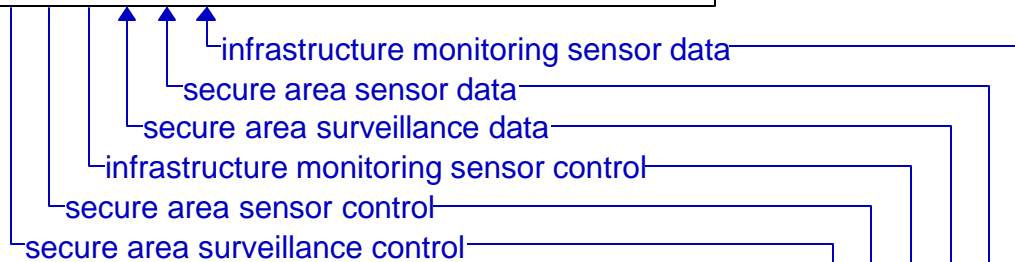 infrastructure monitoring sensor data
secure area sensor data
secure area surveillance data
infrastructure monitoring sensor control
secure area sensor control
secure area surveillance control